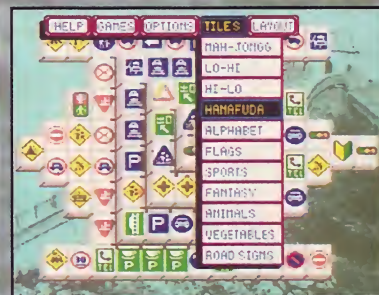 HELP GAMES OPTIONS TILES LAYOUT
MAH-JONGG
LO-HI
HI-LO
HANAFUDA
ALPHABET
FLAGS
SPORTS
FANTASY
ANIMALS
VEGETABLES
ROAD SIGNS
P
TEL
TEL
P
TEL
P
P
P